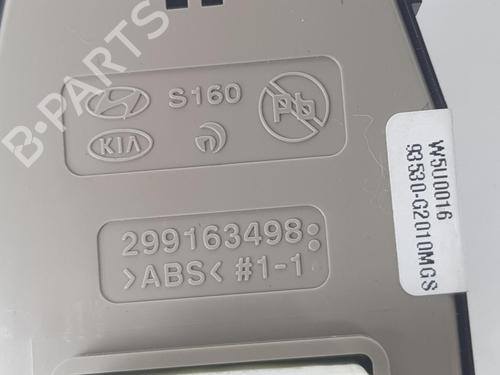 B-PARTS
S160
Pb
KIA
299163498:
>ABS< #1-1
W5U0016
93530-G2010MGS